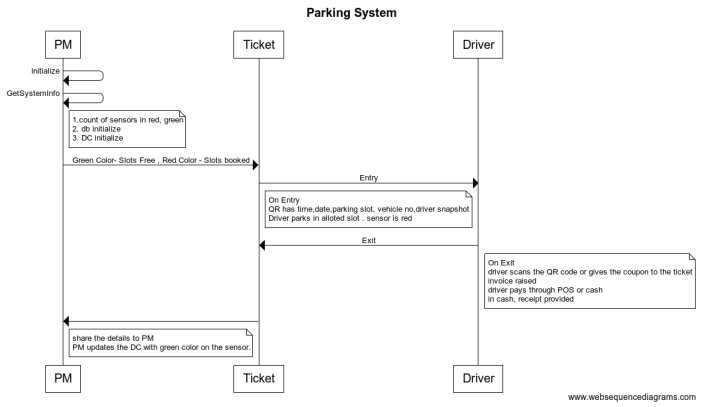 Parking System
PM
Ticket
Driver
initialize
GetSystemInfo
1.count of sensors in red, green
2. db initialize
3. DC initialize
Green Color- Slots Free , Red Color - Slots booked
Entry
On Entry
QR has time,date,parking slot, vehicle no,driver snapshot
Driver parks in alloted slot . sensor is red
Exit
On Exit
driver scans the QR code or gives the coupon to the ticket
invoice raised
driver pays through POS or cash
in cash, receipt provided
share the details to PM
PM updates the DC with green color on the sensor.
PM
Ticket
Driver
www.websequencediagrams.com